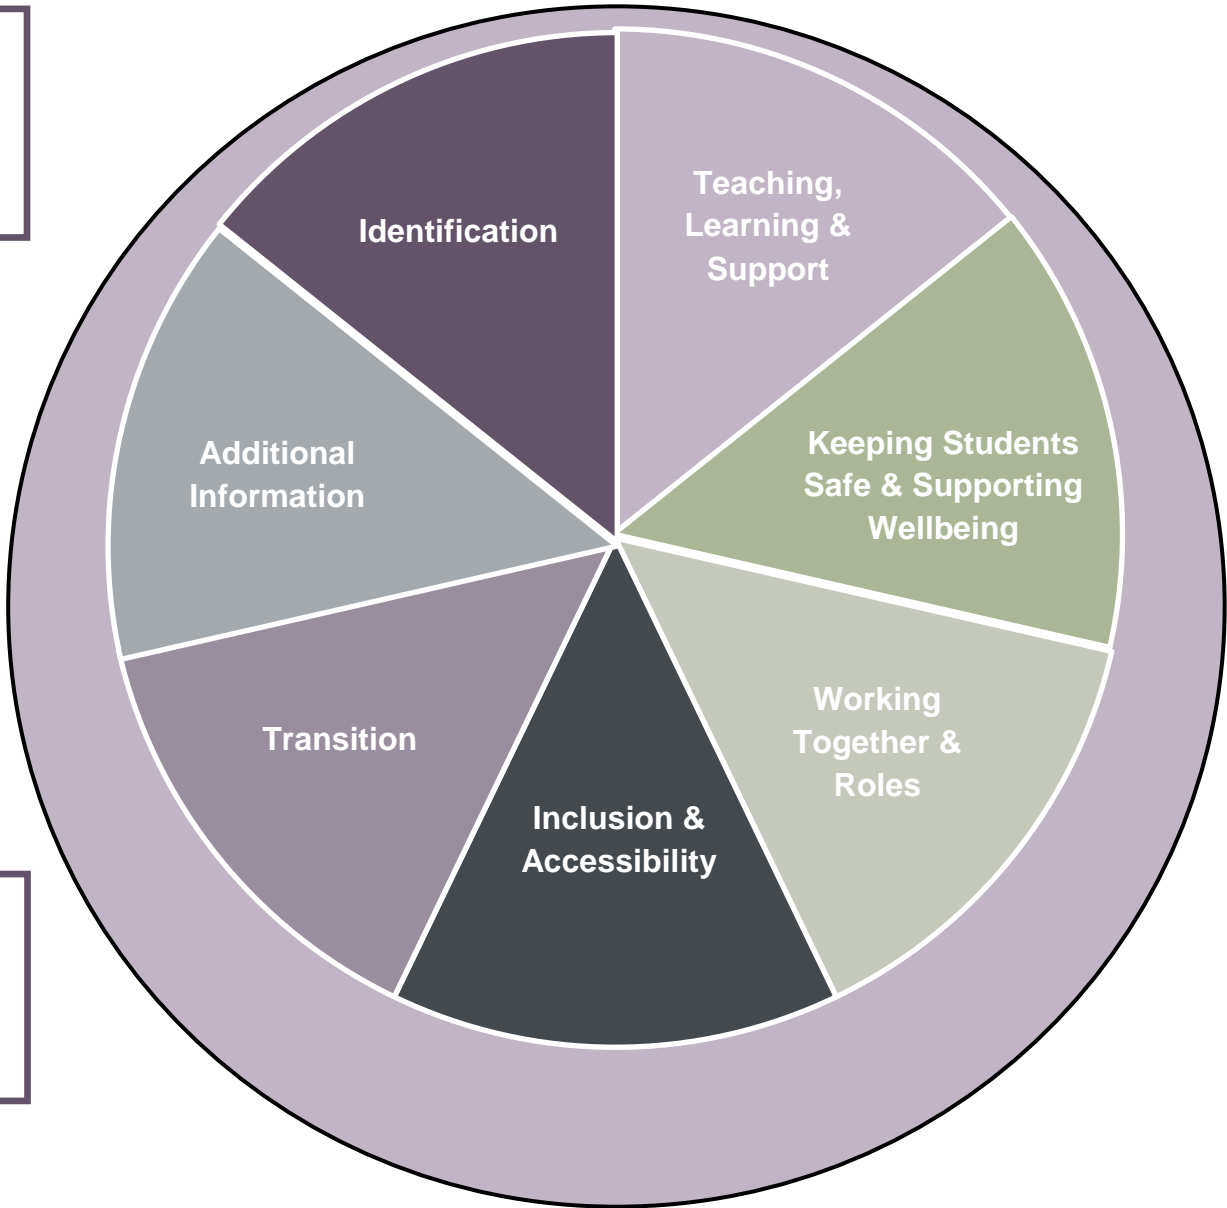 Identification
Teaching,
Learning &
Support
Keeping Students
Safe & Supporting
Wellbeing
Working
Together &
Roles
Inclusion &
Accessibility
Transition
Additional
Information